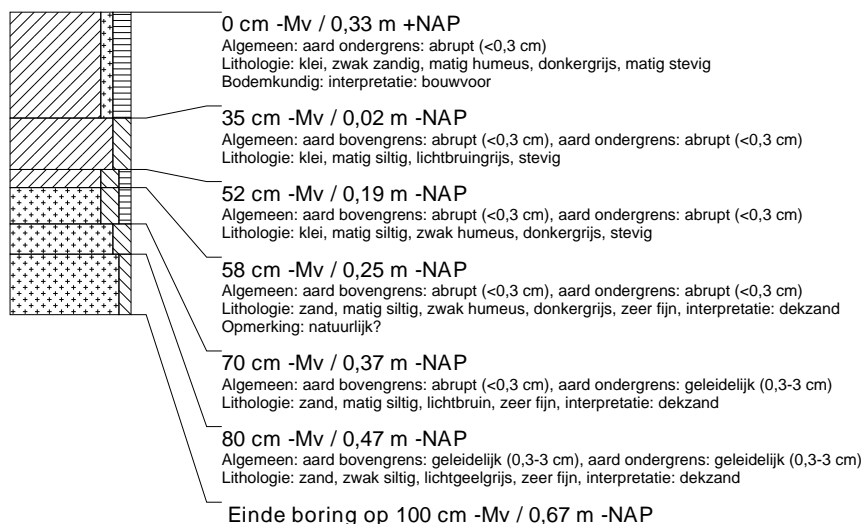 0 cm -Mv / 0,33 m +NAP
Algemeen: aard ondergrens: abrupt (<0,3 cm)
Lithologie: klei, zwak zandig, matig humeus, donkergrijs, matig stevig
Bodemkundig: interpretatie: bouwvoor
35 cm -Mv / 0,02 m -NAP
Algemeen: aard bovengrens: abrupt (<0,3 cm), aard ondergrens: abrupt (<0,3 cm)
Lithologie: klei, matig siltig, lichtbruingrijs, stevig
52 cm -Mv / 0,19 m -NAP
Algemeen: aard bovengrens: abrupt (<0,3 cm), aard ondergrens: abrupt (<0,3 cm)
Lithologie: klei, matig siltig, zwak humeus, donkergrijs, stevig
58 cm -Mv / 0,25 m -NAP
Algemeen: aard bovengrens: abrupt (<0,3 cm), aard ondergrens: abrupt (<0,3 cm)
Lithologie: zand, matig siltig, zwak humeus, donkergrijs, zeer fijn, interpretatie: dekzand
Opmerking: natuurlijk?
70 cm -Mv / 0,37 m -NAP
Algemeen: aard bovengrens: abrupt (<0,3 cm), aard ondergrens: geleidelijk (0,3-3 cm)
Lithologie: zand, matig siltig, lichtbruin, zeer fijn, interpretatie: dekzand
80 cm -Mv / 0,47 m -NAP
Algemeen: aard bovengrens: geleidelijk (0,3-3 cm), aard ondergrens: geleidelijk (0,3-3 cm)
Lithologie: zand, zwak siltig, lichtgeelgrijs, zeer fijn, interpretatie: dekzand
Einde boring op 100 cm -Mv / 0,67 m -NAP